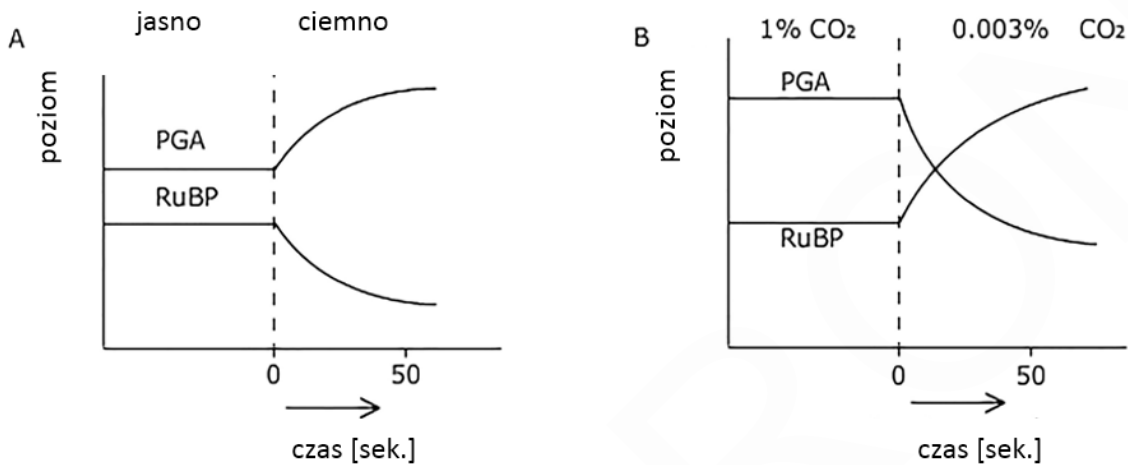 A
jasno
ciemno
poziom
PGA
RuBP
0
50
czas [sek.]
B
1% CO₂
0.003% CO₂
poziom
PGA
RuBP
0
50
czas [sek.]